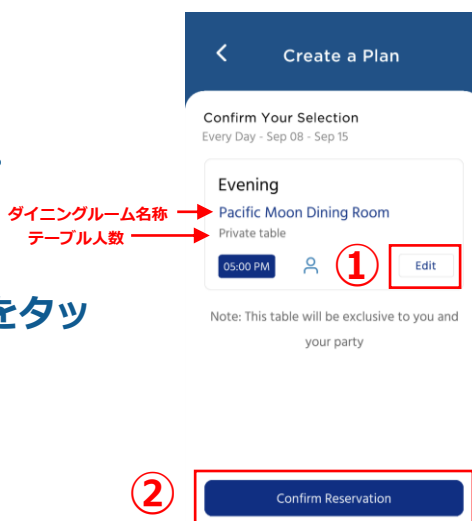 Create a Plan
Confirm Your Selection
Every Day - Sep 08 - Sep 15
Evening
ダイニングルーム名称
Pacific Moon Dining Room
テーブル人数
Private table
05:00 PM
①
Edit
をタッ
Note: This table will be exclusive to you and
your party
②
Confirm Reservation